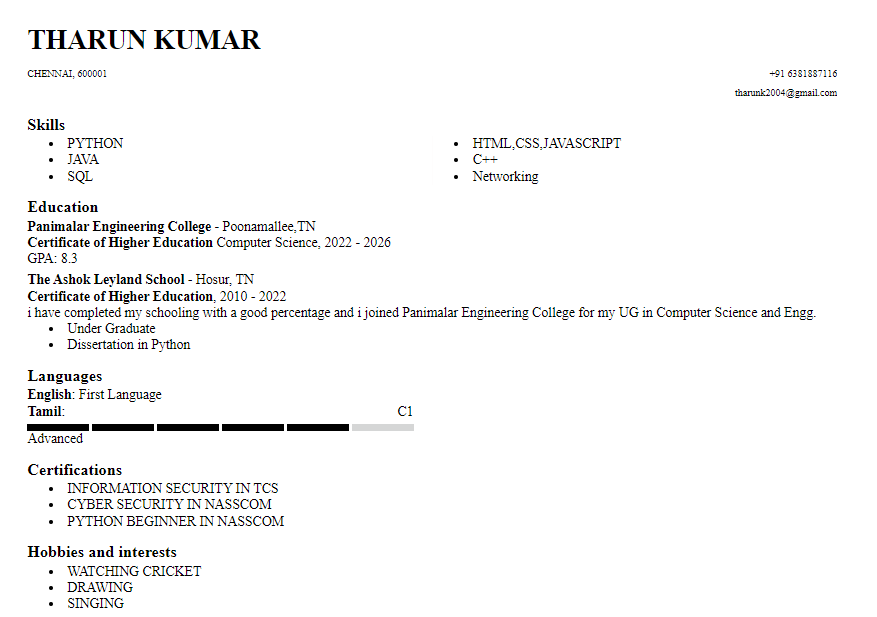 THARUN KUMAR
CHENNAI, 600001
+91 6381887116
tharunk2004@gmail.com
Skills
• PYTHON
• JAVA
• SQL
• HTML,CSS,JAVASCRIPT
• C++
• Networking
Education
Panimalar Engineering College - Poonamallee,TN
Certificate of Higher Education Computer Science, 2022 - 2026
GPA: 8.3
The Ashok Leyland School - Hosur, TN
Certificate of Higher Education, 2010 - 2022
i have completed my schooling with a good percentage and i joined Panimalar Engineering College for my UG in Computer Science and Engg.
• Under Graduate
• Dissertation in Python
Languages
English: First Language
Tamil: C1
Advanced
Certifications
• INFORMATION SECURITY IN TCS
• CYBER SECURITY IN NASSCOM
• PYTHON BEGINNER IN NASSCOM
Hobbies and interests
• WATCHING CRICKET
• DRAWING
• SINGING